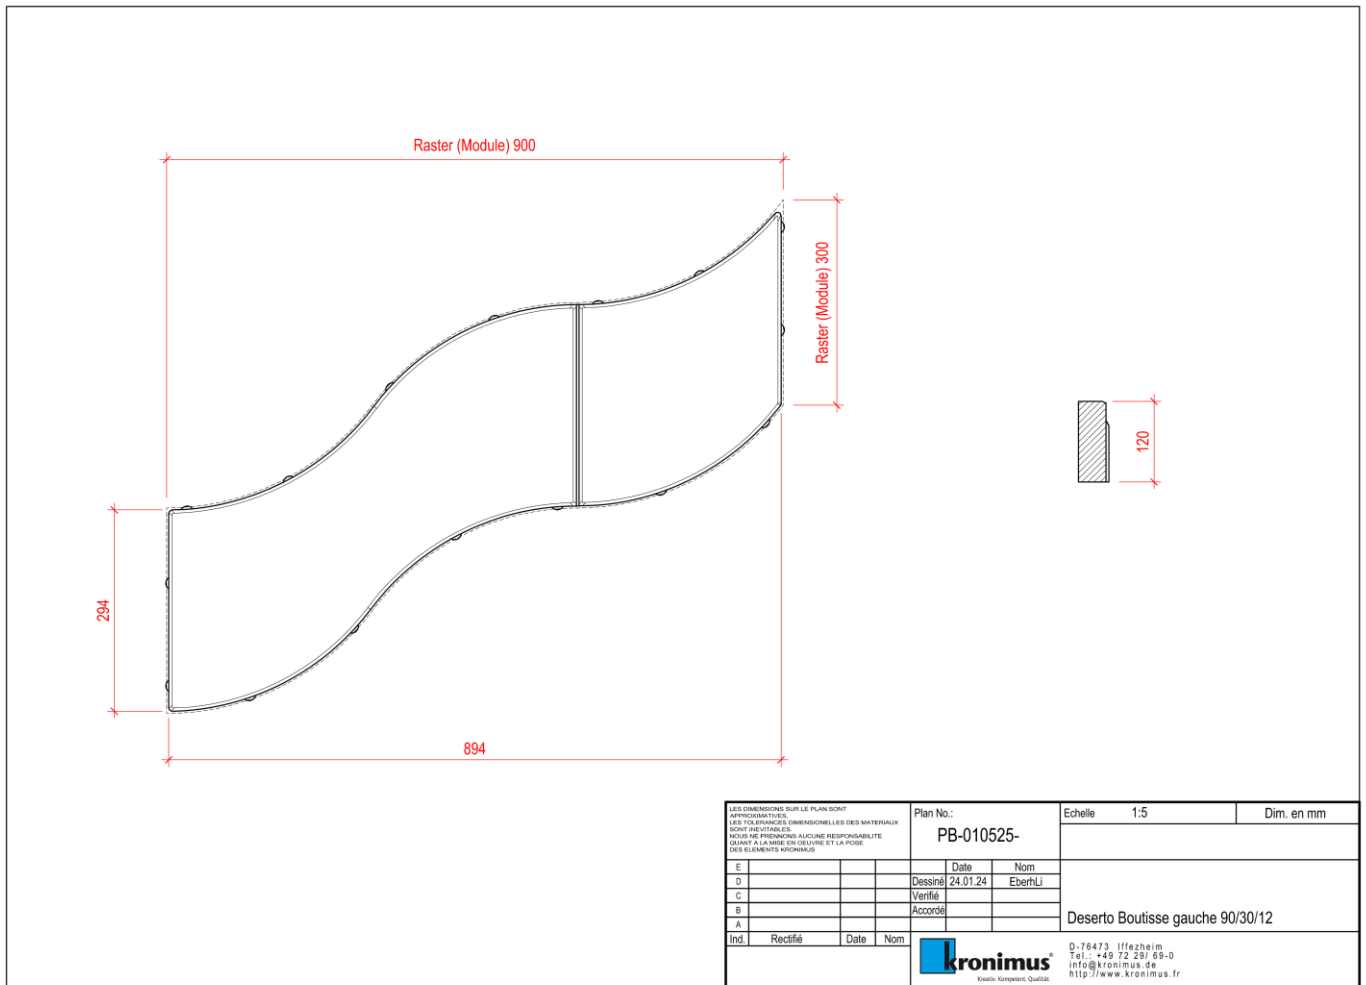 Raster (Module) 900
Raster (Module) 300
120
294
894
LES DIMENSIONS SUR LE PLAN SONT
APPROXIMATIVES.
LES TOLERANCES DIMENSIONELLES DES MATERIAUX
SONT INEVITABLES.
NOUS NE PRENNONS AUCUNE RESPONSABILITE
QUANT A LA MISE EN OEUVRE ET LA POSE
DES ELEMENTS KRONIMUS
Plan No.:
PB-010525-
Echelle 1:5
Dim. en mm
E
D
C
B
A
Ind. Rectifié Date Nom
Date Nom
Dessiné 24.01.24 EberhLi
Verifié
Accordé
Deserto Boutisse gauche 90/30/12
kronimus®
Kreativ. Kompetent. Qualität.
D-76473 Iffezheim
Tel.: +49 72 29/ 69-0
info@kronimus.de
http://www.kronimus.fr